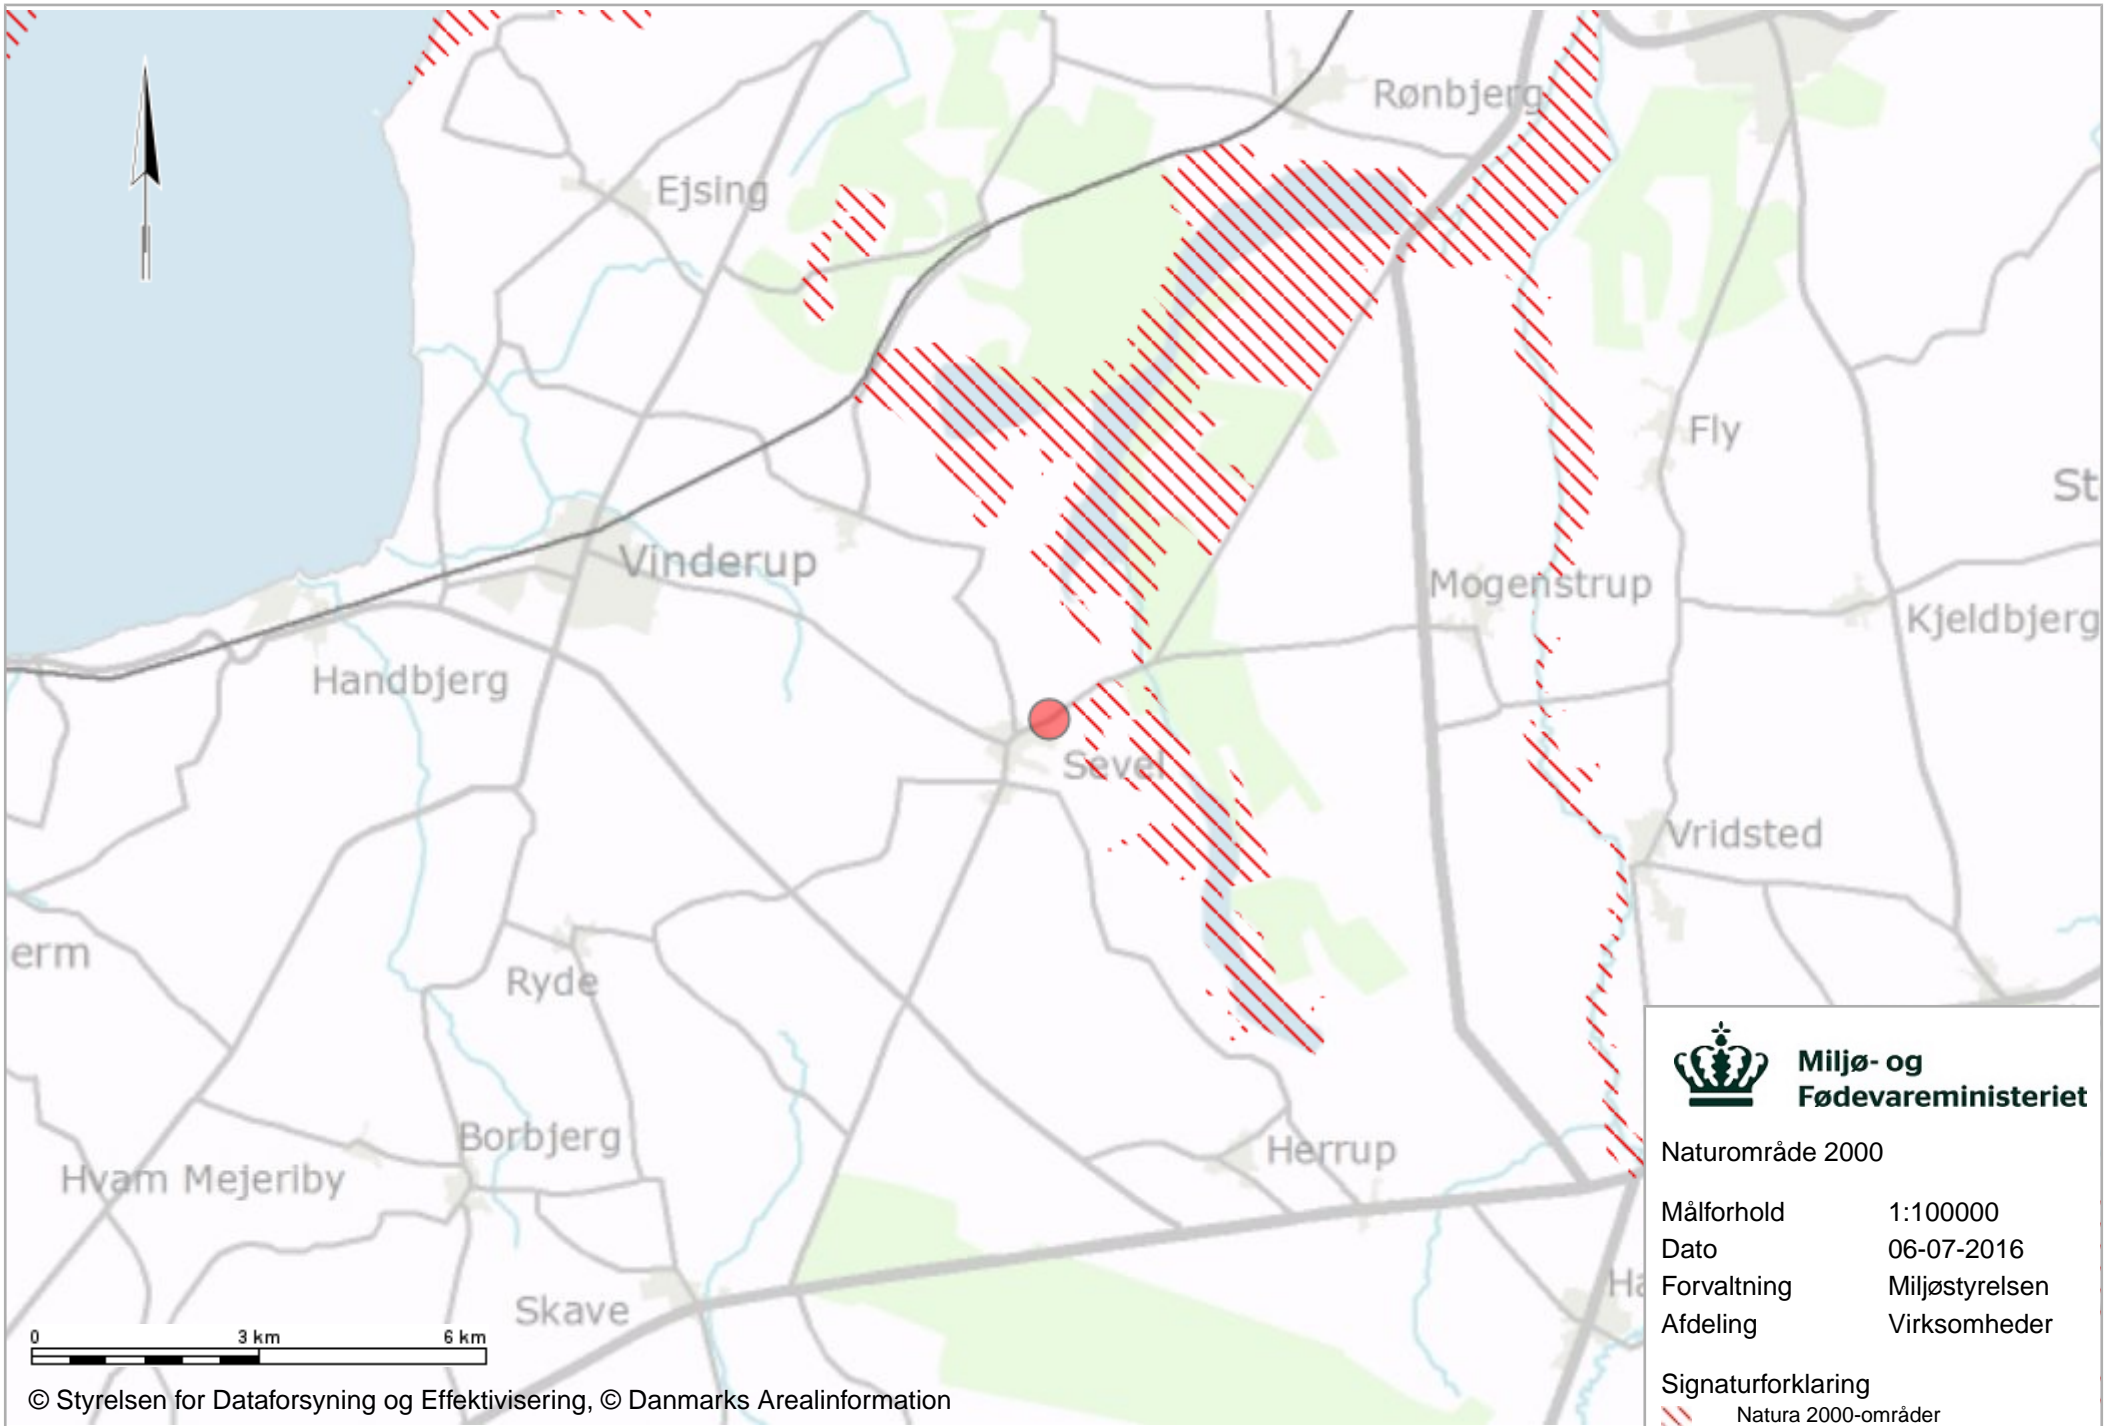 Rønbjerg
Ejsing
Fly
St
Vinderup
Mogenstrup
Kjeldbjerg
Handbjerg
Sevel
Vridsted
erm
Ryde
Borbjerg
Herrup
Hvam Mejeriby
Skave
Ha
0 3 km 6 km
© Styrelsen for Dataforsyning og Effektivisering, © Danmarks Arealinformation
Miljø- og
Fødevareministeriet
Naturområde 2000
Målforhold 1:100000
Dato 06-07-2016
Forvaltning Miljøstyrelsen
Afdeling Virksomheder
Signaturforklaring
Natura 2000-områder